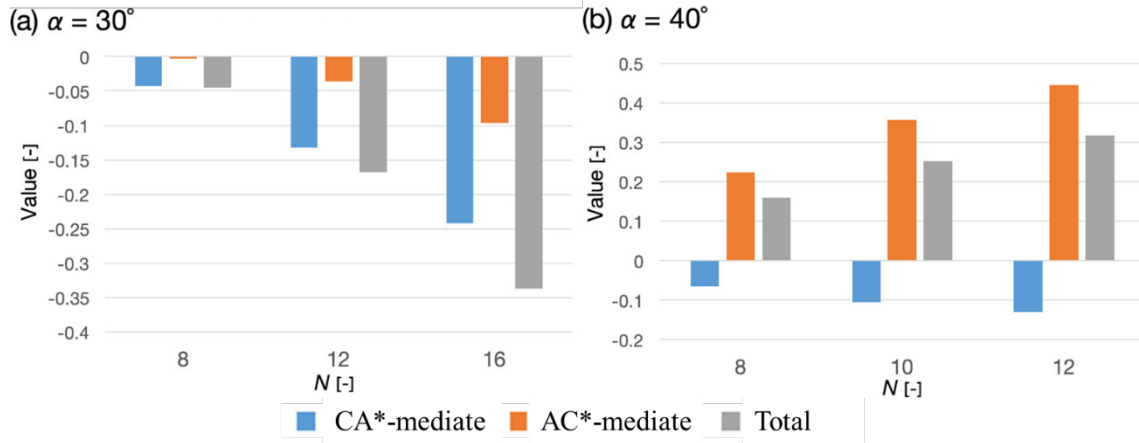 (a) α = 30°
0
-0.05
-0.1
-0.15
-0.2
-0.25
-0.3
-0.35
-0.4
Value [-]
8 12 16
N [-]
(b) α = 40°
0.5
0.4
0.3
0.2
0.1
0
-0.1
-0.2
Value [-]
8 10 12
N [-]
CA*-mediate AC*-mediate Total